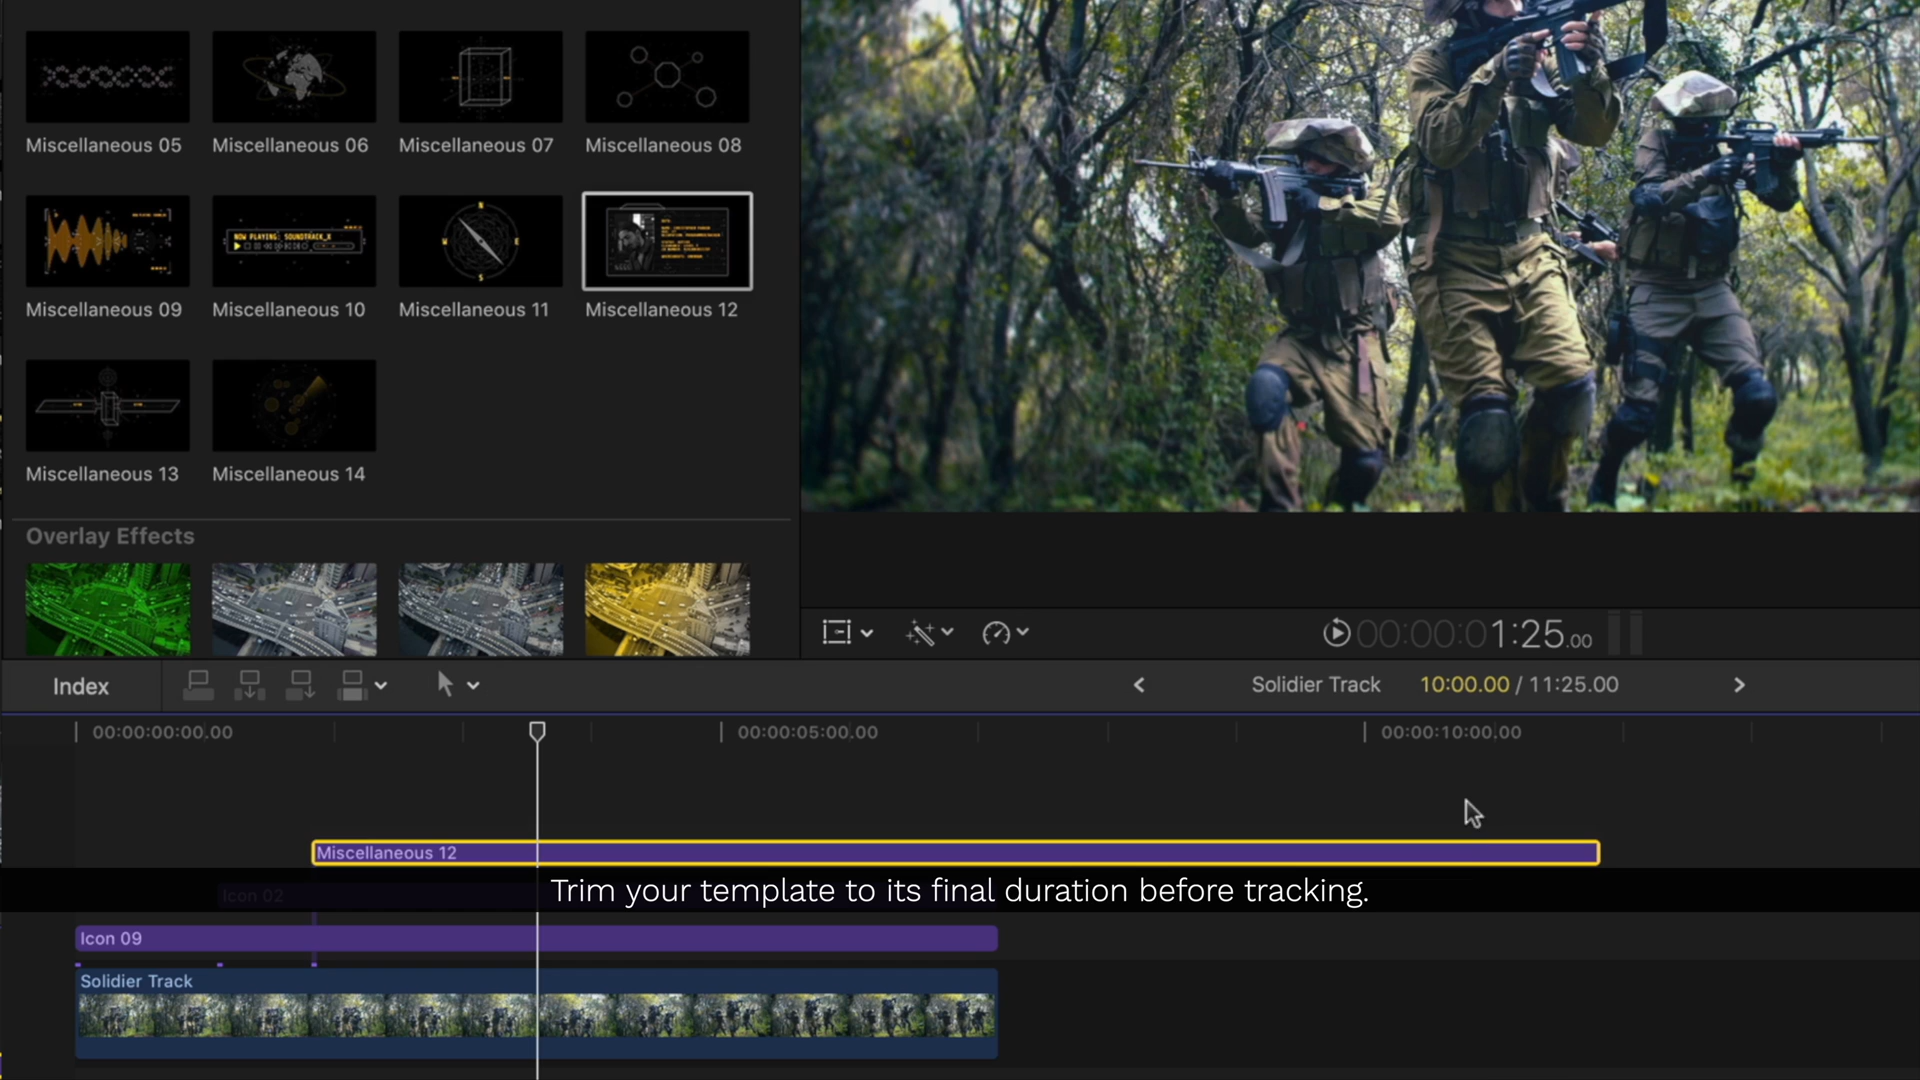 Miscellaneous 05 Miscellaneous 06 Miscellaneous 07 Miscellaneous 08
NOW PLAYING: SOUNDTRACK_X
N
W E
S
Miscellaneous 09 Miscellaneous 10 Miscellaneous 11 Miscellaneous 12
Miscellaneous 13 Miscellaneous 14
Overlay Effects
00:00:01:25.00
Index
Solidier Track 10:00.00 / 11:25.00
00:00:00:00.00 00:00:05:00.00 00:00:10:00.00
Miscellaneous 12
Icon 02
Trim your template to its final duration before tracking.
Icon 09
Solidier Track